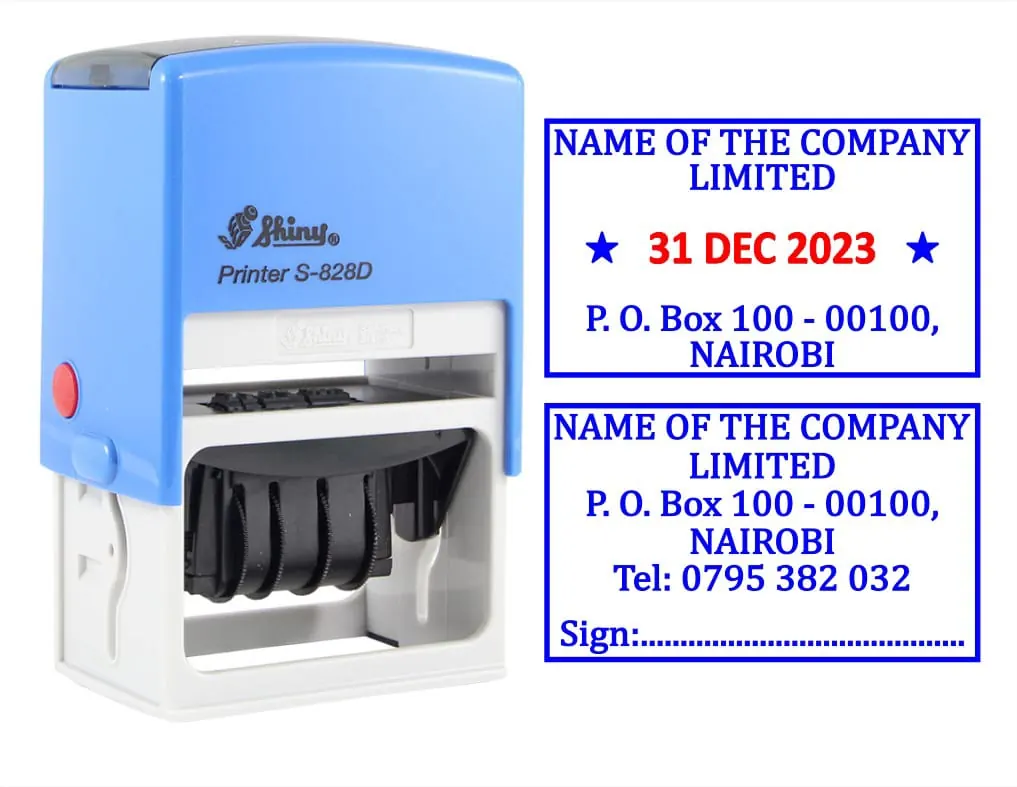 Shiny®
Printer S-828D
Shiny
NAME OF THE COMPANY
LIMITED
★ 31 DEC 2023 ★
P. O. Box 100 - 00100,
NAIROBI
NAME OF THE COMPANY
LIMITED
P. O. Box 100 - 00100,
NAIROBI
Tel: 0795 382 032
Sign:.........................................